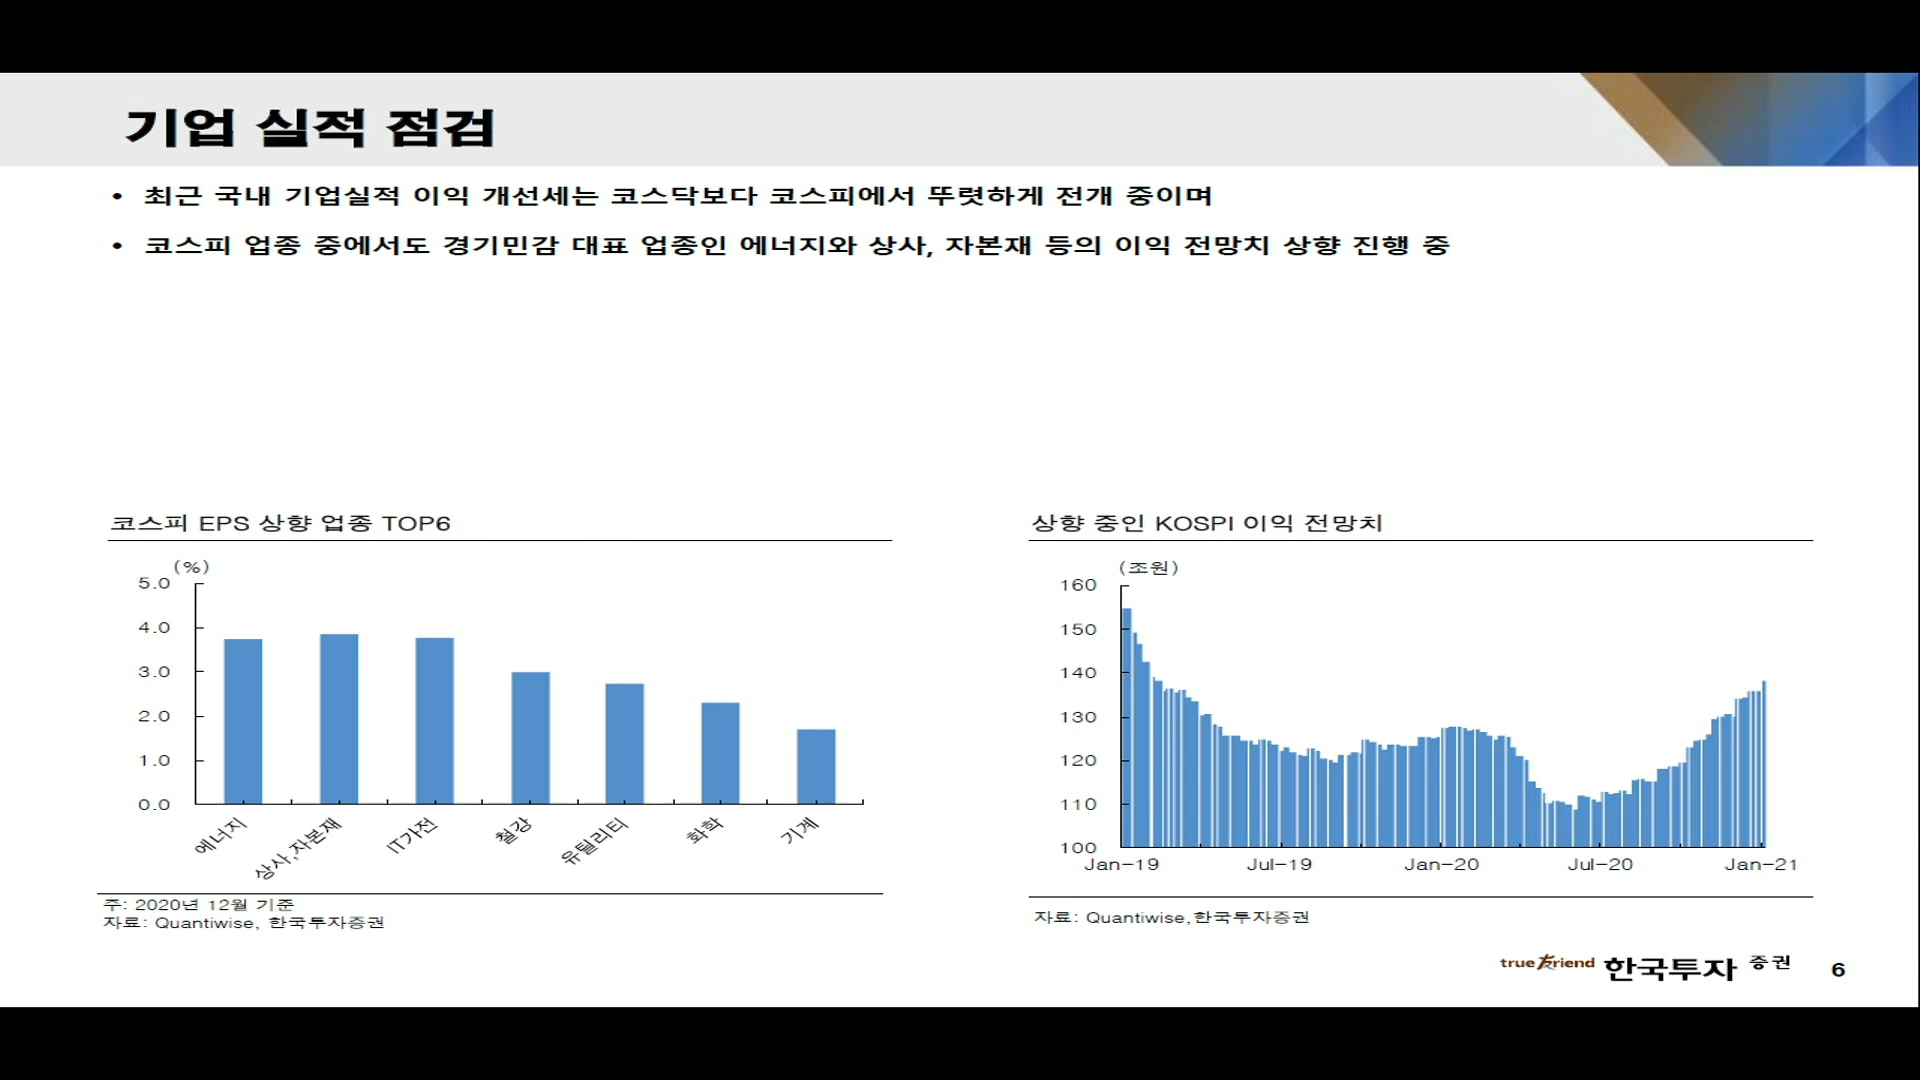 기업 실적 점검
• 최근 국내 기업실적 이익 개선세는 코스닥보다 코스피에서 뚜렷하게 전개 중이며
• 코스피 업종 중에서도 경기민감 대표 업종인 에너지와 상사, 자본재 등의 이익 전망치 상향 진행 중
코스피 EPS 상향 업종 TOP6
(%)
5.0
4.0
3.0
2.0
1.0
0.0
에너지
상사,자본재
IT가전
철강
유틸리티
화학
기계
주: 2020년 12월 기준
자료: Quantiwise, 한국투자증권
상향 중인 KOSPI 이익 전망치
(조원)
160
150
140
130
120
110
100
Jan-19 Jul-19 Jan-20 Jul-20 Jan-21
자료: Quantiwise,한국투자증권
true friend 한국투자 증권 6